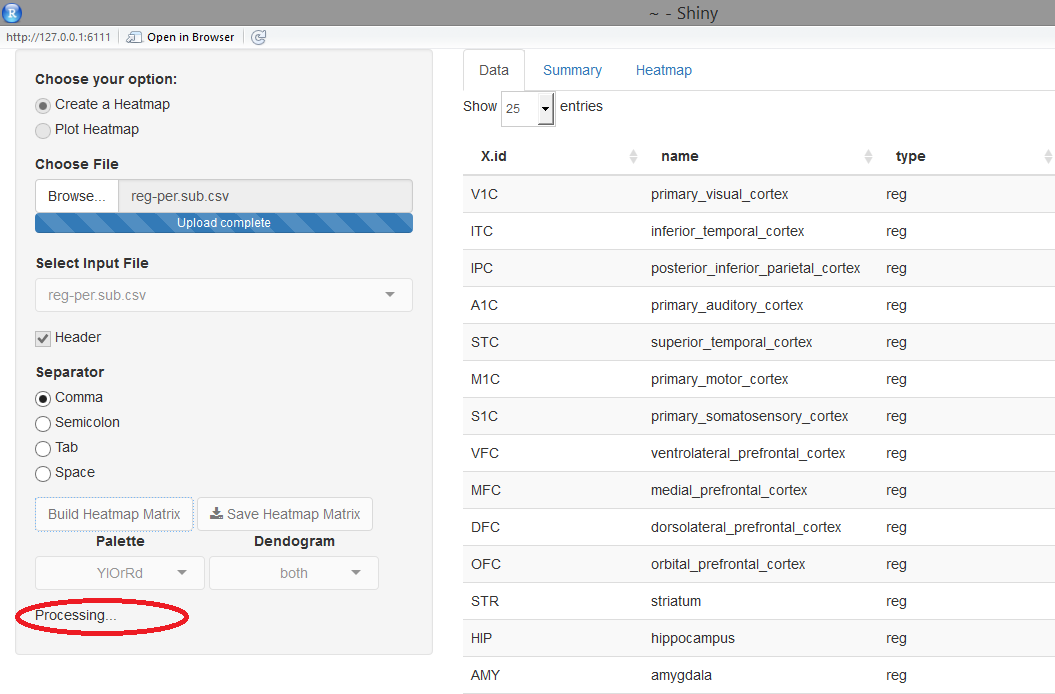 R ~ - Shiny
http://127.0.0.1:6111 Open in Browser
Choose your option:
Create a Heatmap
Plot Heatmap
Choose File
Browse... reg-per.sub.csv
Upload complete
Select Input File
reg-per.sub.csv
Header
Separator
Comma
Semicolon
Tab
Space
Build Heatmap Matrix Save Heatmap Matrix
Palette Dendogram
YlOrRd both
Processing...
Data Summary Heatmap
Show 25 entries
X.id name type
V1C primary_visual_cortex reg
ITC inferior_temporal_cortex reg
IPC posterior_inferior_parietal_cortex reg
A1C primary_auditory_cortex reg
STC superior_temporal_cortex reg
M1C primary_motor_cortex reg
S1C primary_somatosensory_cortex reg
VFC ventrolateral_prefrontal_cortex reg
MFC medial_prefrontal_cortex reg
DFC dorsolateral_prefrontal_cortex reg
OFC orbital_prefrontal_cortex reg
STR striatum reg
HIP hippocampus reg
AMY amygdala reg